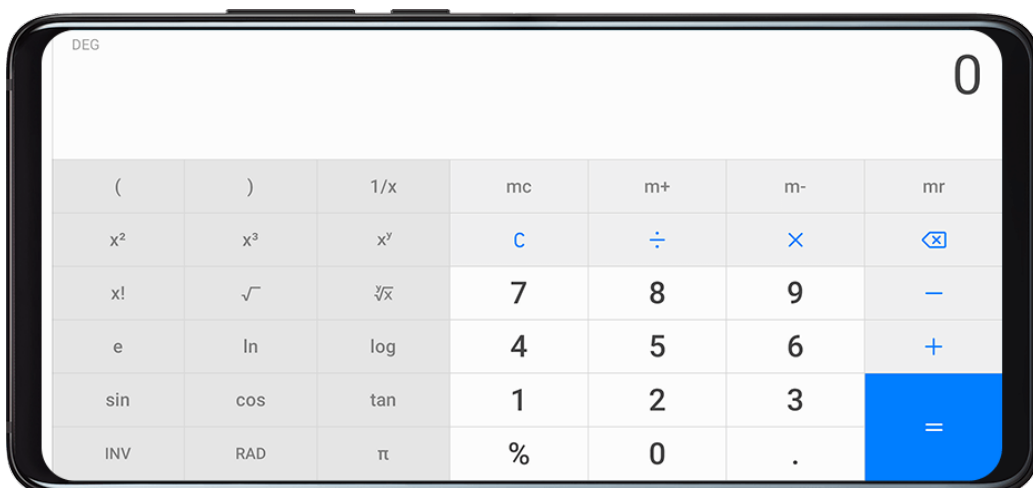 DEG
0
( ) 1/x mc m+ m- mr
x² x³ xʸ C ÷ ×
x! √ ʸ√x 7 8 9 −
e ln log 4 5 6 +
sin cos tan 1 2 3
=
INV RAD π % 0 .